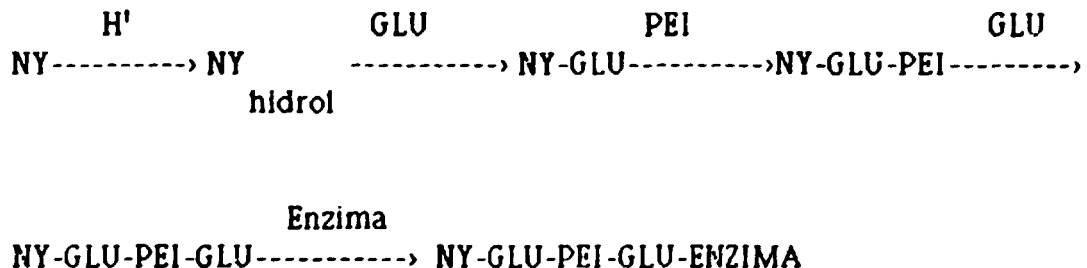 H' GLU PEI GLU
NY----------> NY -----------> NY-GLU----------->NY-GLU-PEI--------->
hidrol
Enzima
NY-GLU-PEI-GLU-----------> NY-GLU-PEI-GLU-ENZIMA